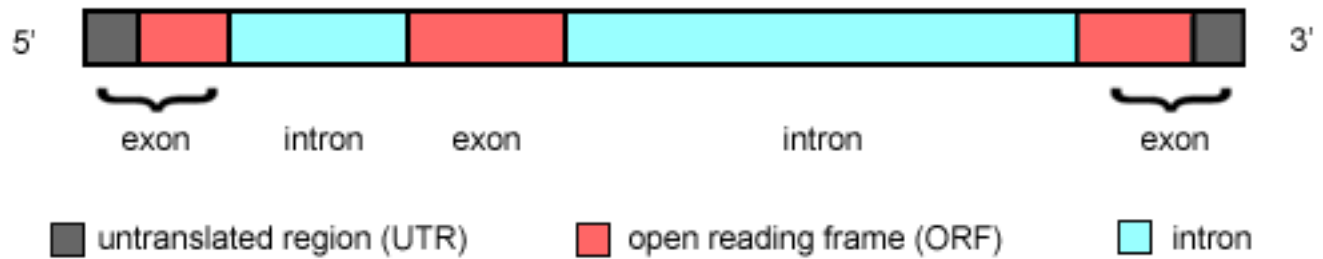 5' 3'
exon intron exon intron exon
untranslated region (UTR) open reading frame (ORF) intron